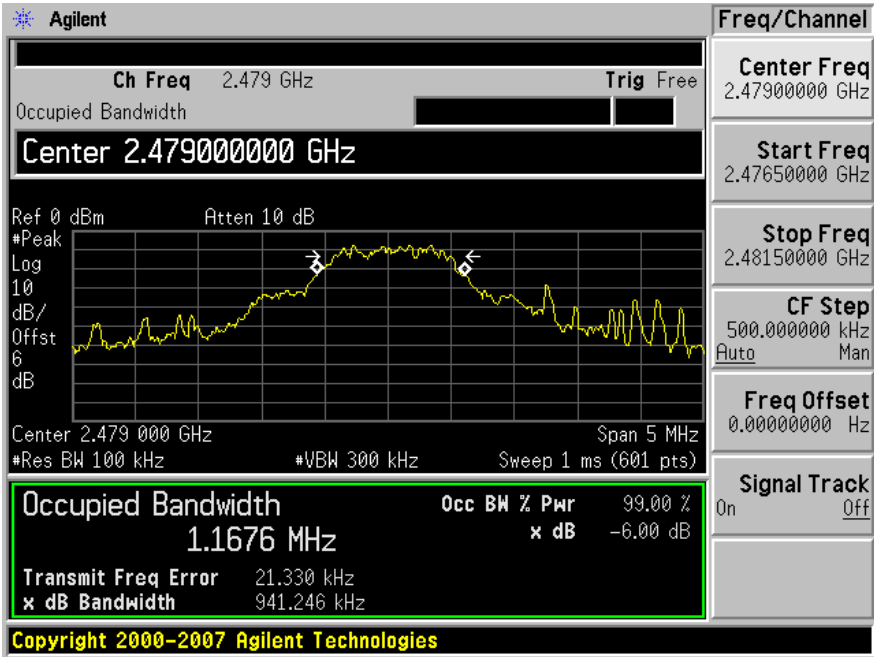 Agilent
Freq/Channel
Ch Freq 2.479 GHz Trig Free
Occupied Bandwidth
Center 2.479000000 GHz
Ref 0 dBm Atten 10 dB
#Peak
Log
10
dB/
Offst
6
dB
Center 2.479 000 GHz Span 5 MHz
#Res BW 100 kHz #VBW 300 kHz Sweep 1 ms (601 pts)
Occupied Bandwidth
1.1676 MHz
Occ BW % Pwr 99.00 %
x dB -6.00 dB
Transmit Freq Error 21.330 kHz
x dB Bandwidth 941.246 kHz
Center Freq
2.47900000 GHz
Start Freq
2.47650000 GHz
Stop Freq
2.48150000 GHz
CF Step
500.000000 kHz
Auto Man
Freq Offset
0.00000000 Hz
Signal Track
On Off
Copyright 2000-2007 Agilent Technologies